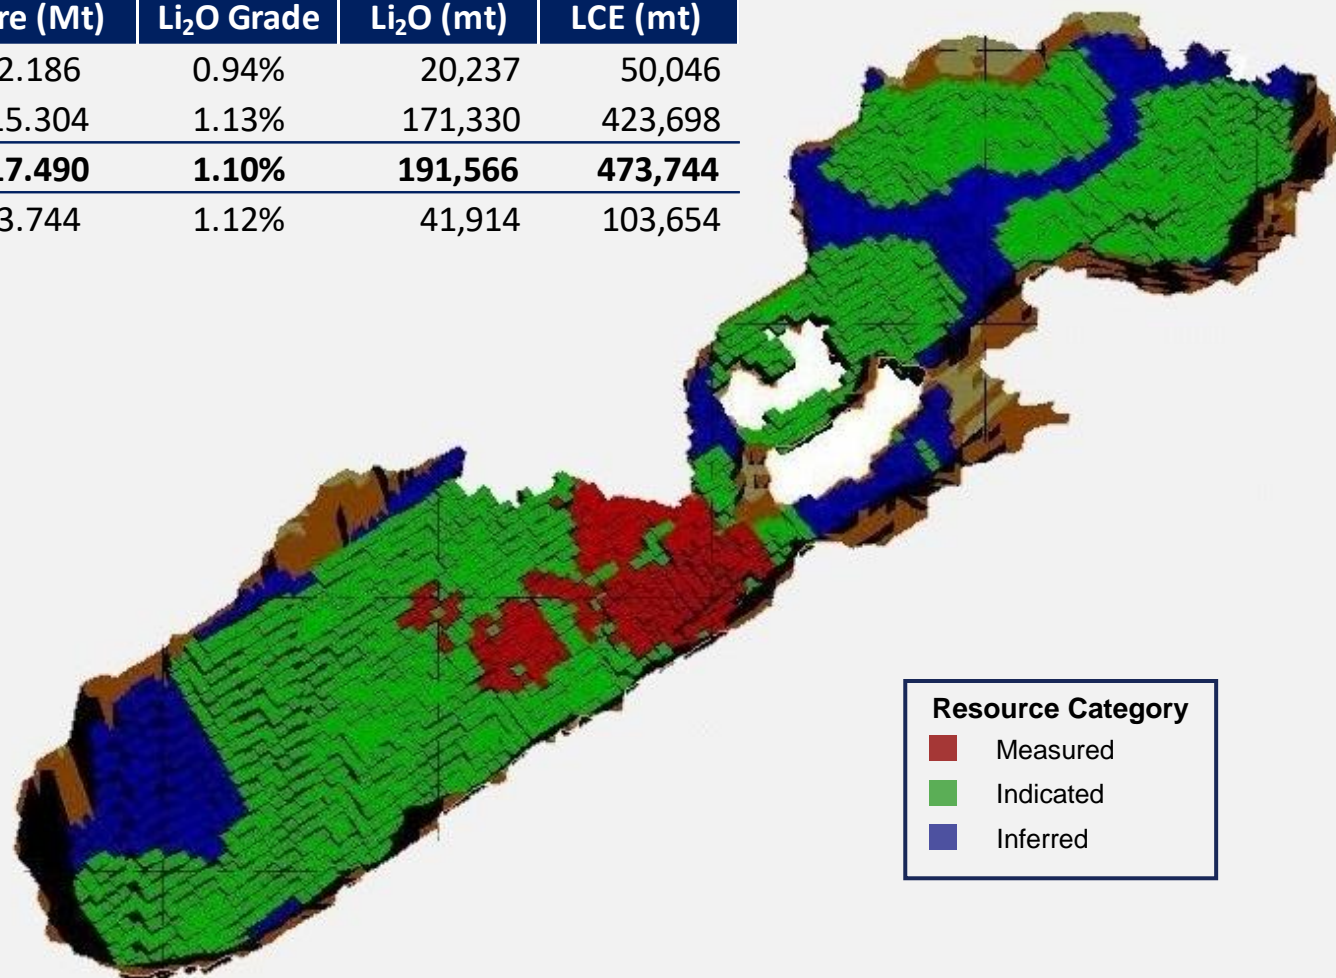 re (Mt) Li₂O Grade Li₂O (mt) LCE (mt)
2.186 0.94% 20,237 50,046
15.304 1.13% 171,330 423,698
17.490 1.10% 191,566 473,744
3.744 1.12% 41,914 103,654
Resource Category
Measured
Indicated
Inferred